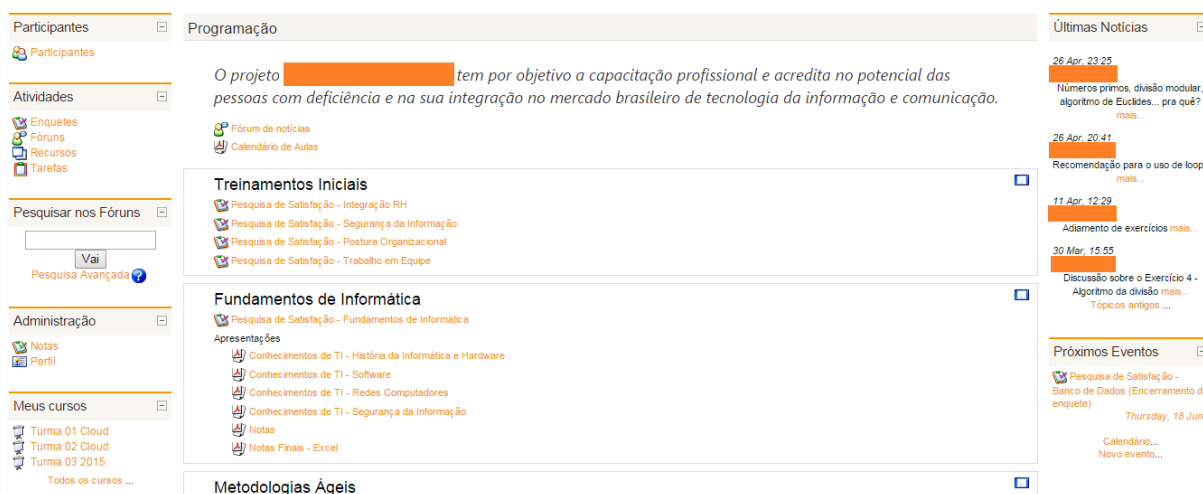 Participantes
Participantes
Atividades
Enquetes
Fóruns
Recursos
Tarefas
Pesquisar nos Fóruns
Vai
Pesquisa Avançada
Administração
Notas
Perfil
Meus cursos
Turma 01 Cloud
Turma 02 Cloud
Turma 03 2015
Todos os cursos ...
Programação
O projeto tem por objetivo a capacitação profissional e acredita no potencial das
pessoas com deficiência e na sua integração no mercado brasileiro de tecnologia da informação e comunicação.
Fórum de notícias
Calendário de Aulas
Treinamentos Iniciais
Pesquisa de Satisfação - Integração RH
Pesquisa de Satisfação - Segurança da Informação
Pesquisa de Satisfação - Postura Organizacional
Pesquisa de Satisfação - Trabalho em Equipe
Fundamentos de Informática
Pesquisa de Satisfação - Fundamentos de Informática
Apresentações
Conhecimentos de TI - História da Informática e Hardware
Conhecimentos de TI - Software
Conhecimentos de TI - Redes Computadores
Conhecimentos de TI - Segurança da Informação
Notas
Notas Finais - Excel
Metodologias Ágeis
Últimas Notícias
26 Apr, 23:25
Números primos, divisão modular,
algoritmo de Euclides... pra quê?
mais...
26 Apr, 20:41
Recomendação para o uso de loop
mais...
11 Apr, 12:29
Adiamento de exercícios mais...
30 Mar, 15:55
Discussão sobre o Exercício 4 -
Algoritmo da divisão mais...
Tópicos antigos ...
Próximos Eventos
Pesquisa de Satisfação -
Banco de Dados (Encerramento d
enquete)
Thursday, 18 Jun
Calendário...
Novo evento...